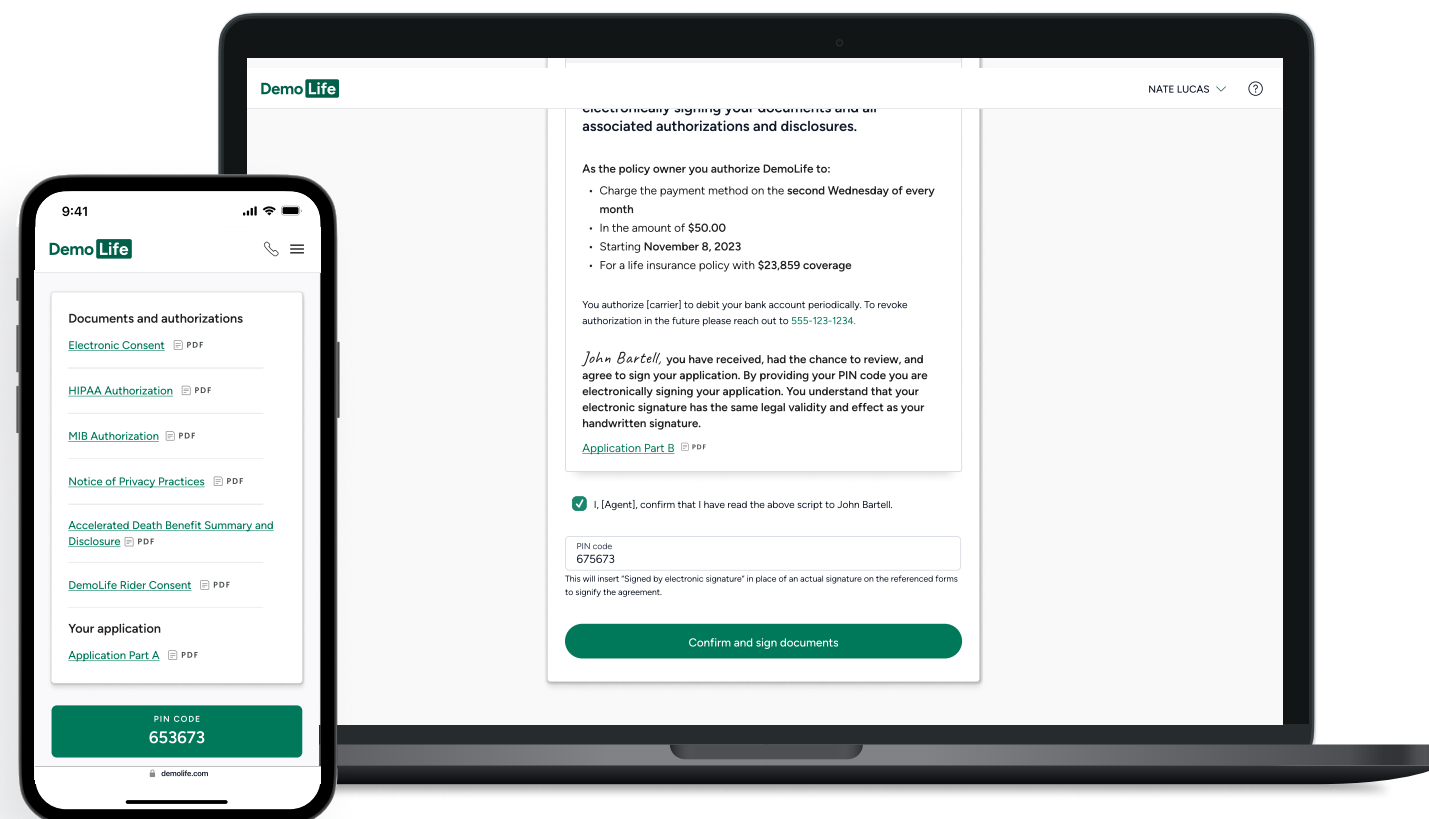 Demo Life
NATE LUCAS
?
electronically signing your documents and all
associated authorizations and disclosures.
As the policy owner you authorize DemoLife to:
• Charge the payment method on the second Wednesday of every
month
• In the amount of $50.00
• Starting November 8, 2023
• For a life insurance policy with $23,859 coverage
You authorize [carrier] to debit your bank account periodically. To revoke
authorization in the future please reach out to 555-123-1234.
John Bartell, you have received, had the chance to review, and
agree to sign your application. By providing your PIN code you are
electronically signing your application. You understand that your
electronic signature has the same legal validity and effect as your
handwritten signature.
Application Part B PDF
I, [Agent], confirm that I have read the above script to John Bartell.
PIN code
675673
This will insert "Signed by electronic signature" in place of an actual signature on the referenced forms
to signify the agreement.
Confirm and sign documents
9:41
Demo Life
Documents and authorizations
Electronic Consent PDF
HIPAA Authorization PDF
MIB Authorization PDF
Notice of Privacy Practices PDF
Accelerated Death Benefit Summary and
Disclosure PDF
DemoLife Rider Consent PDF
Your application
Application Part A PDF
PIN CODE
653673
demolife.com